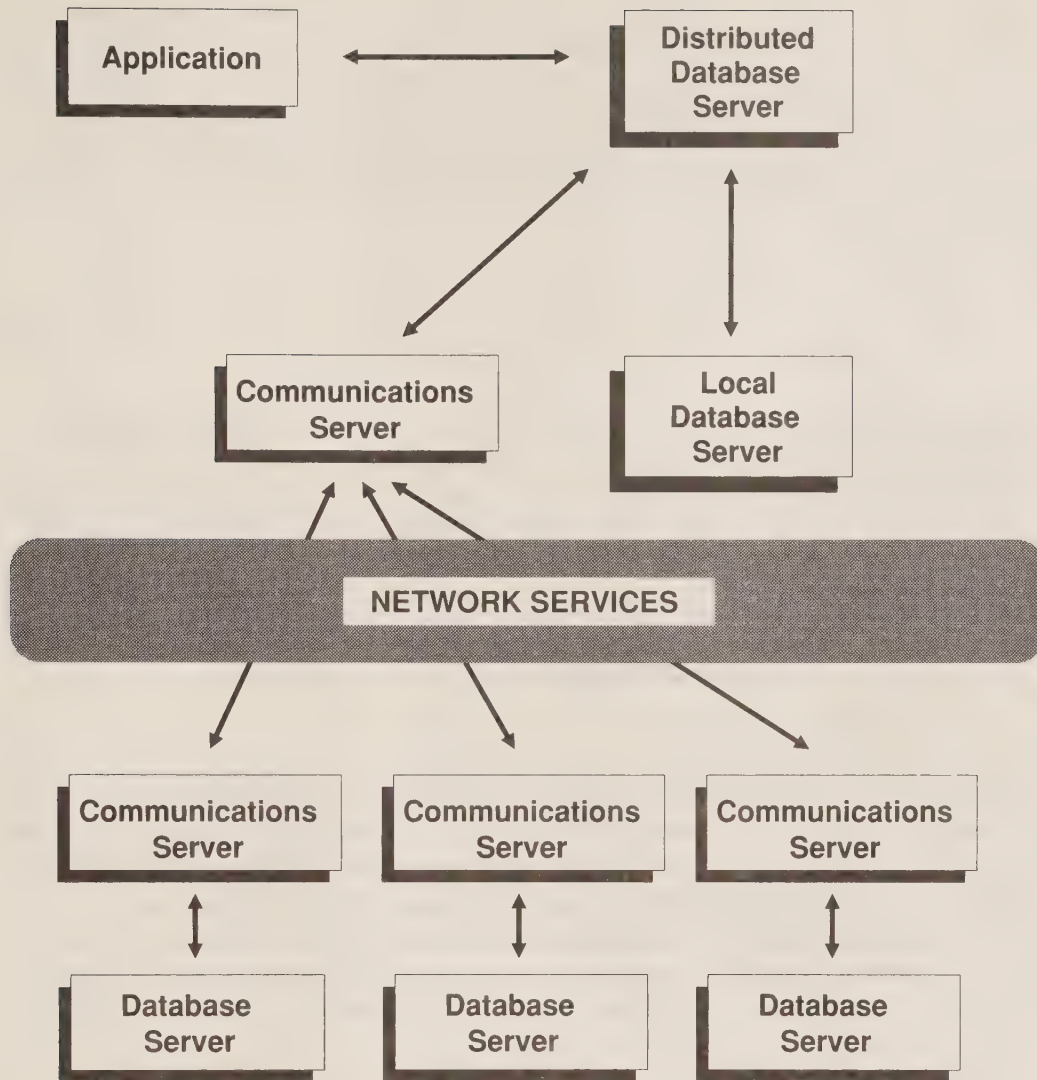 Application
Distributed
Database
Server
Communications
Server
Local
Database
Server
NETWORK SERVICES
Communications
Server
Communications
Server
Communications
Server
Database
Server
Database
Server
Database
Server